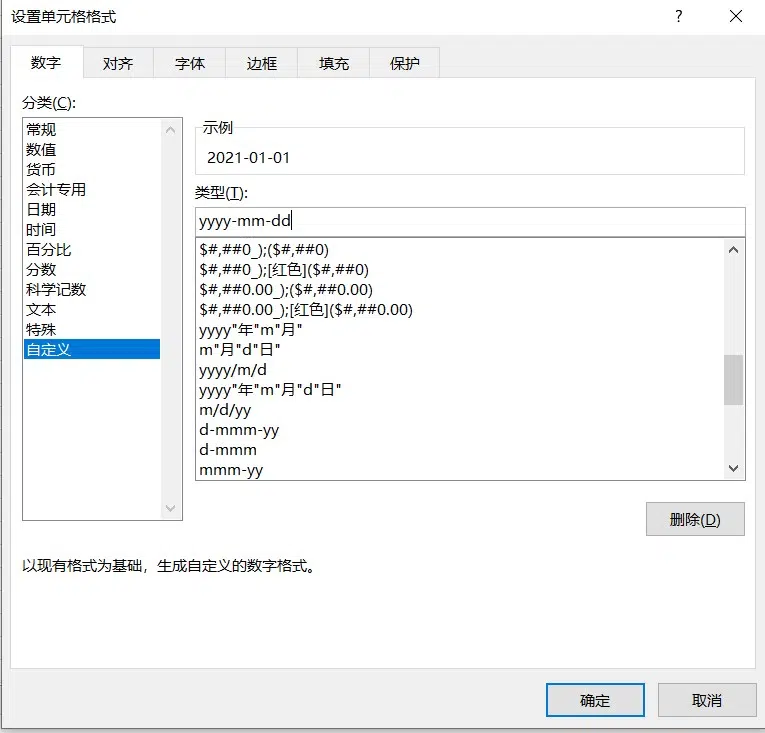 设置单元格格式
? ×
数字 对齐 字体 边框 填充 保护
分类(C):
常规
数值
货币
会计专用
日期
时间
百分比
分数
科学记数
文本
特殊
自定义
示例
2021-01-01
类型(T):
yyyy-mm-dd
$#,##0_);($#,##0)
$#,##0_);[红色]($#,##0)
$#,##0.00_);($#,##0.00)
$#,##0.00_);[红色]($#,##0.00)
yyyy"年"m"月"
m"月"d"日"
yyyy/m/d
yyyy"年"m"月"d"日"
m/d/yy
d-mmm-yy
d-mmm
mmm-yy
删除(D)
以现有格式为基础，生成自定义的数字格式。
确定 取消